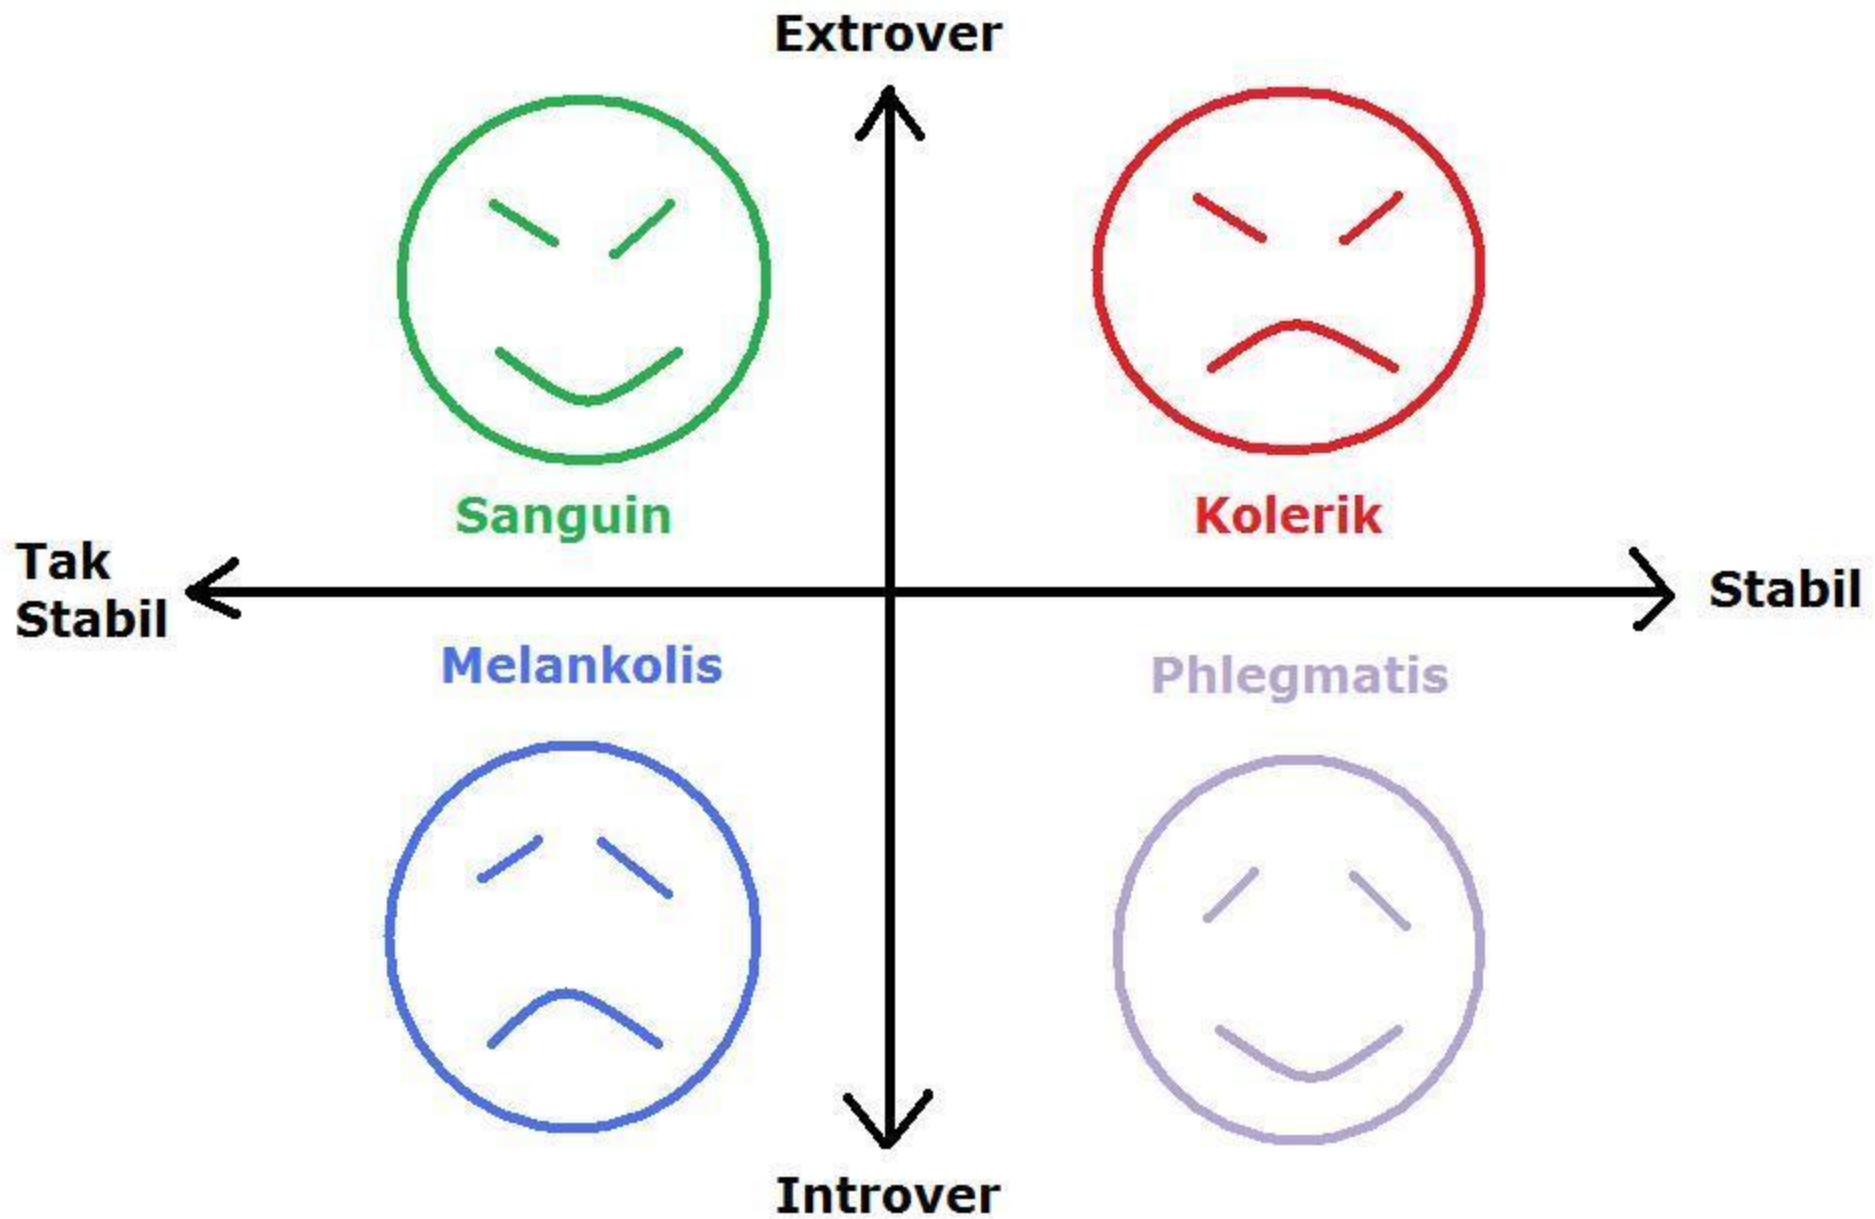 Extrover
Sanguin
Kolerik
Tak
Stabil
Stabil
Melankolis
Phlegmatis
Introver